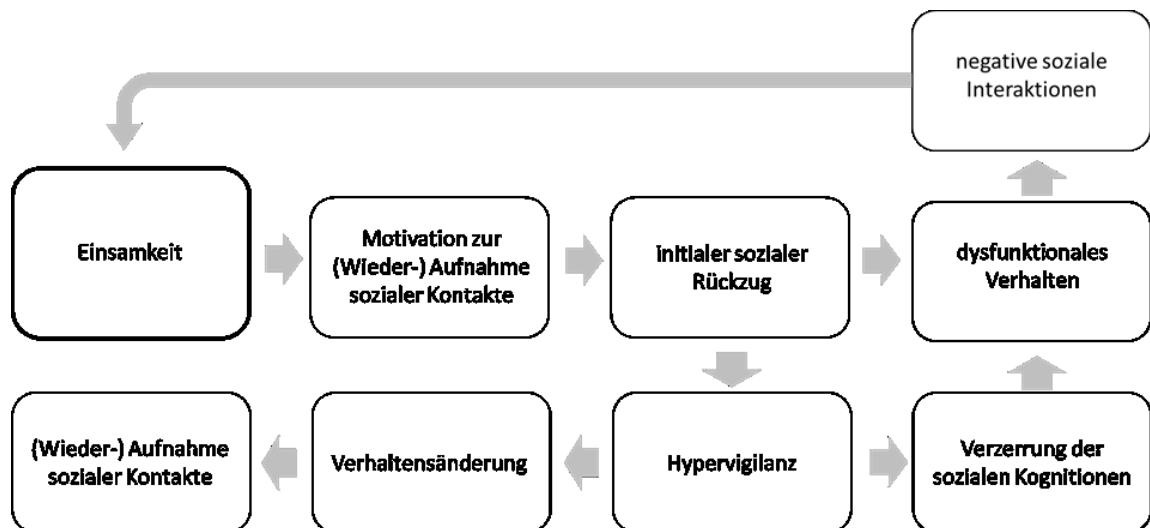 negative soziale
Interaktionen
Einsamkeit
Motivation zur
(Wieder-) Aufnahme
sozialer Kontakte
initialer sozialer
Rückzug
dysfunktionales
Verhalten
(Wieder-) Aufnahme
sozialer Kontakte
Verhaltensänderung
Hypervigilanz
Verzerrung der
sozialen Kognitionen